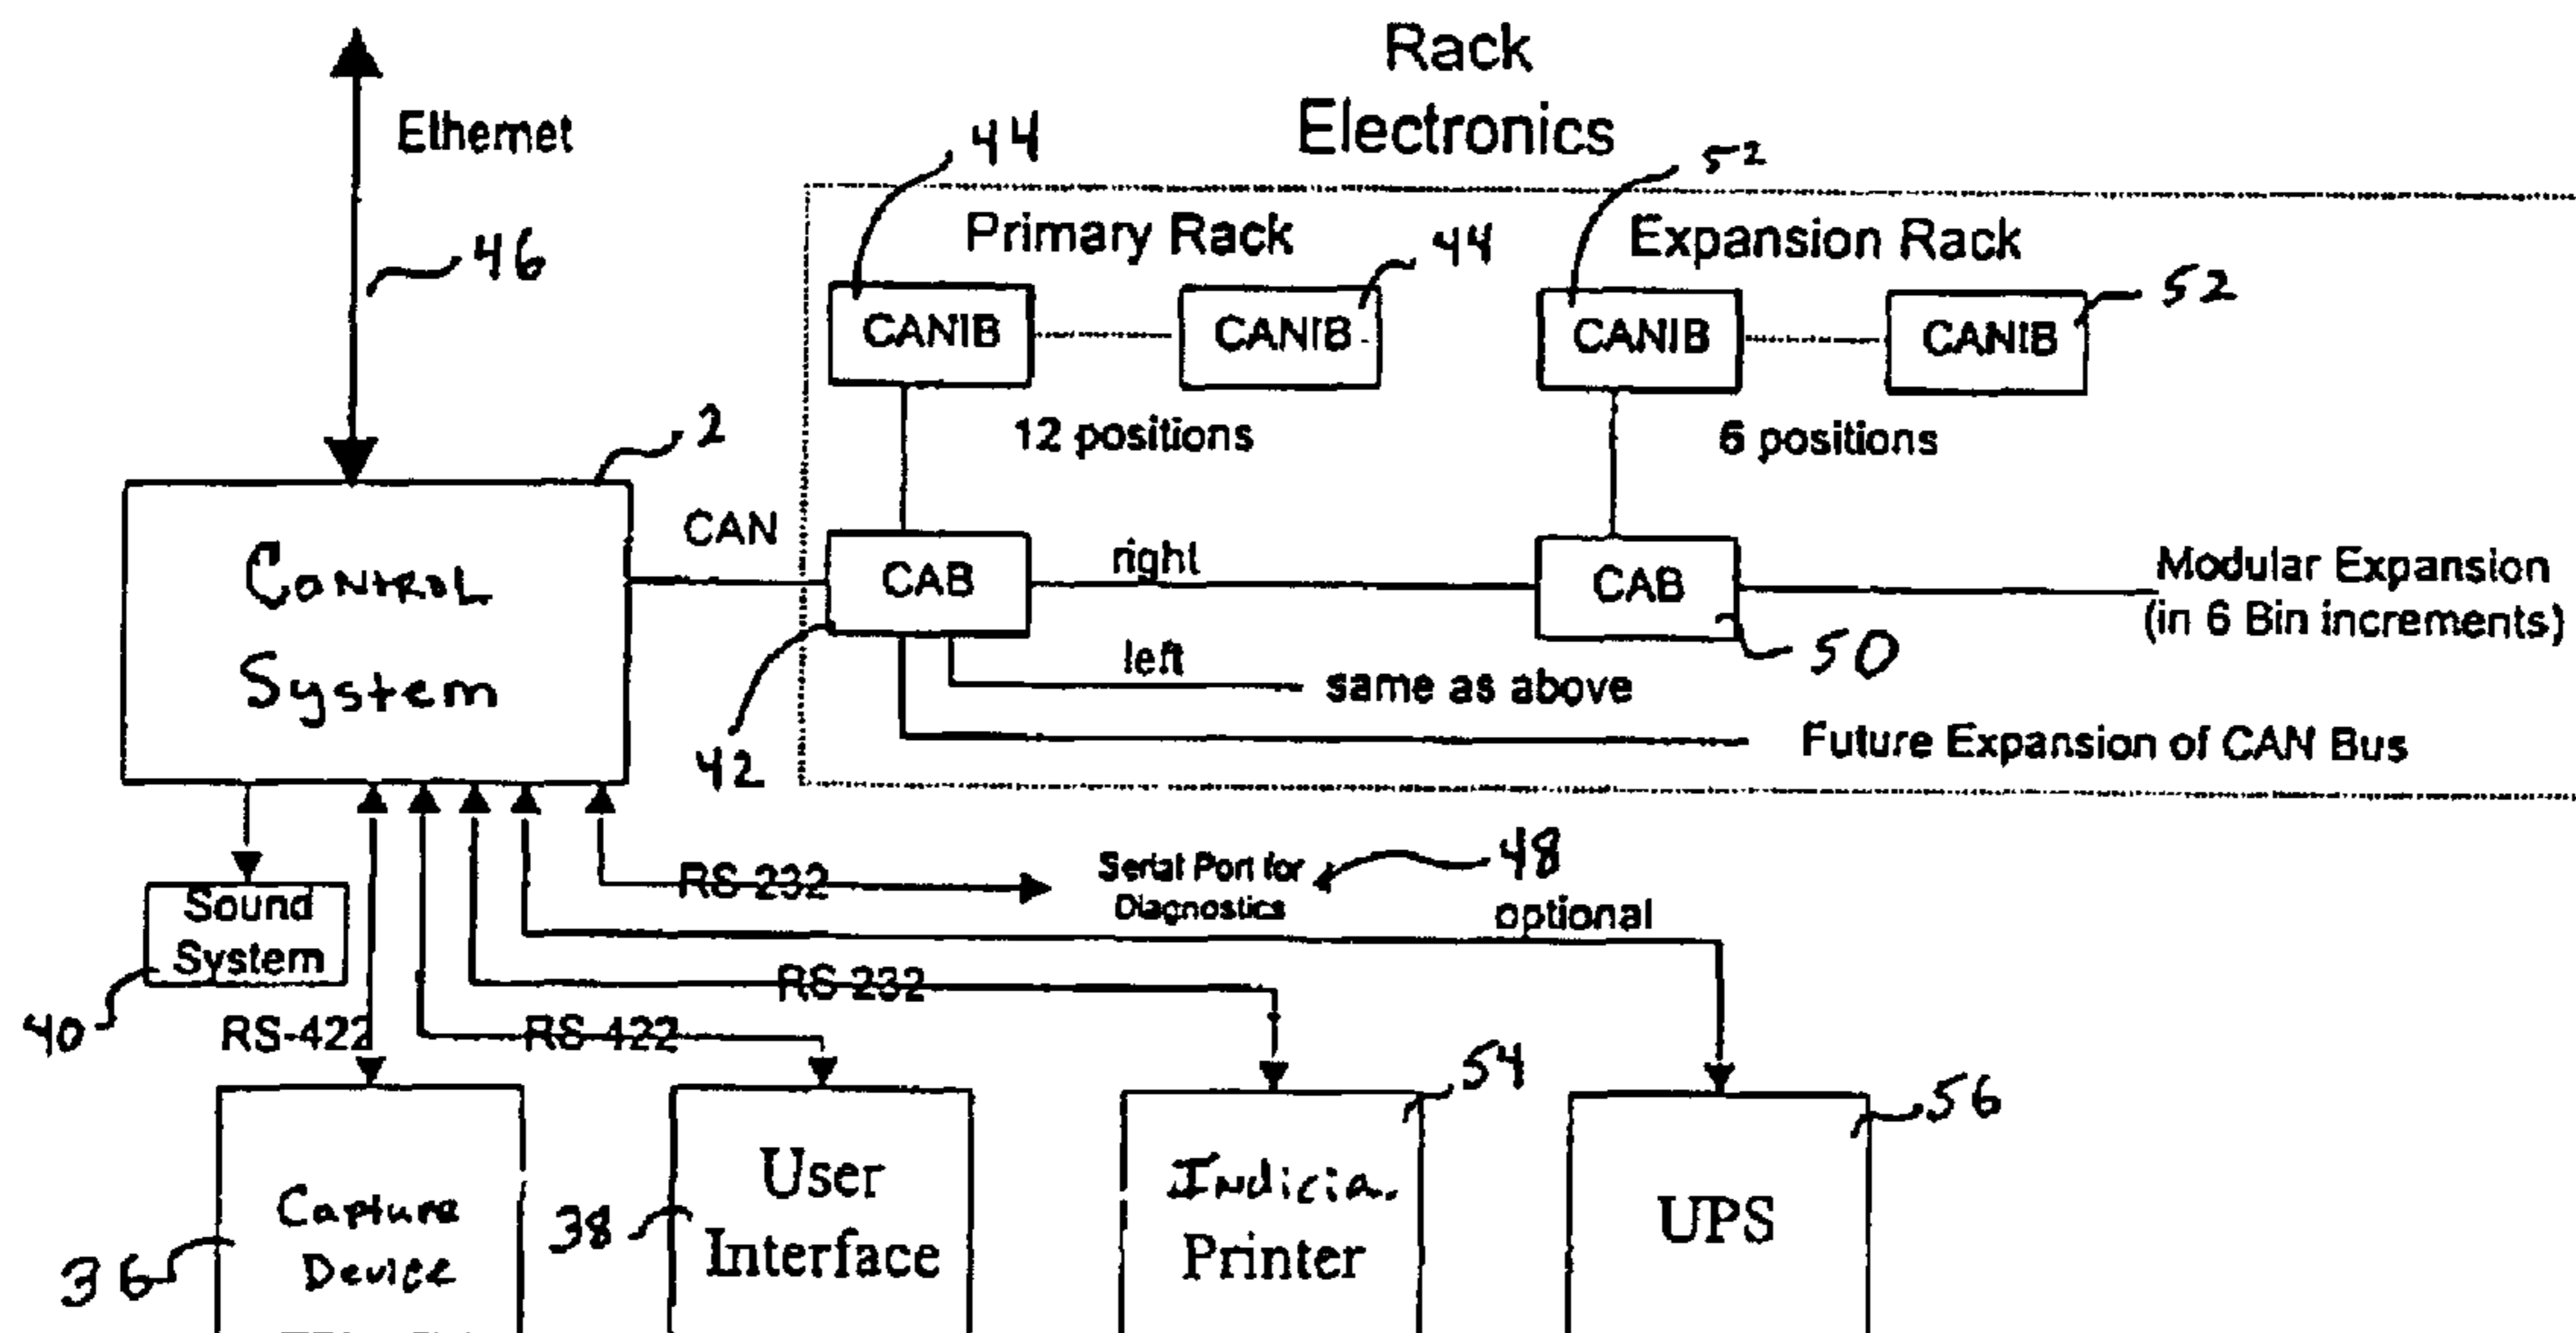 Rack
Electronics
Ethernet
44
52
Primary Rack
44
Expansion Rack
52
46
CANIB
CANIB
CANIB
CANIB
12 positions
6 positions
2
CAN
Control
System
CAB
right
CAB
Modular Expansion
(in 6 Bin increments)
50
left
same as above
42
Future Expansion of CAN Bus
48
RS-232
Serial Port for
Diagnostics
optional
Sound
System
40
RS-232
RS-422
RS-422
54
56
36
Capture
Device
38
User
Interface
Indicia
Printer
UPS